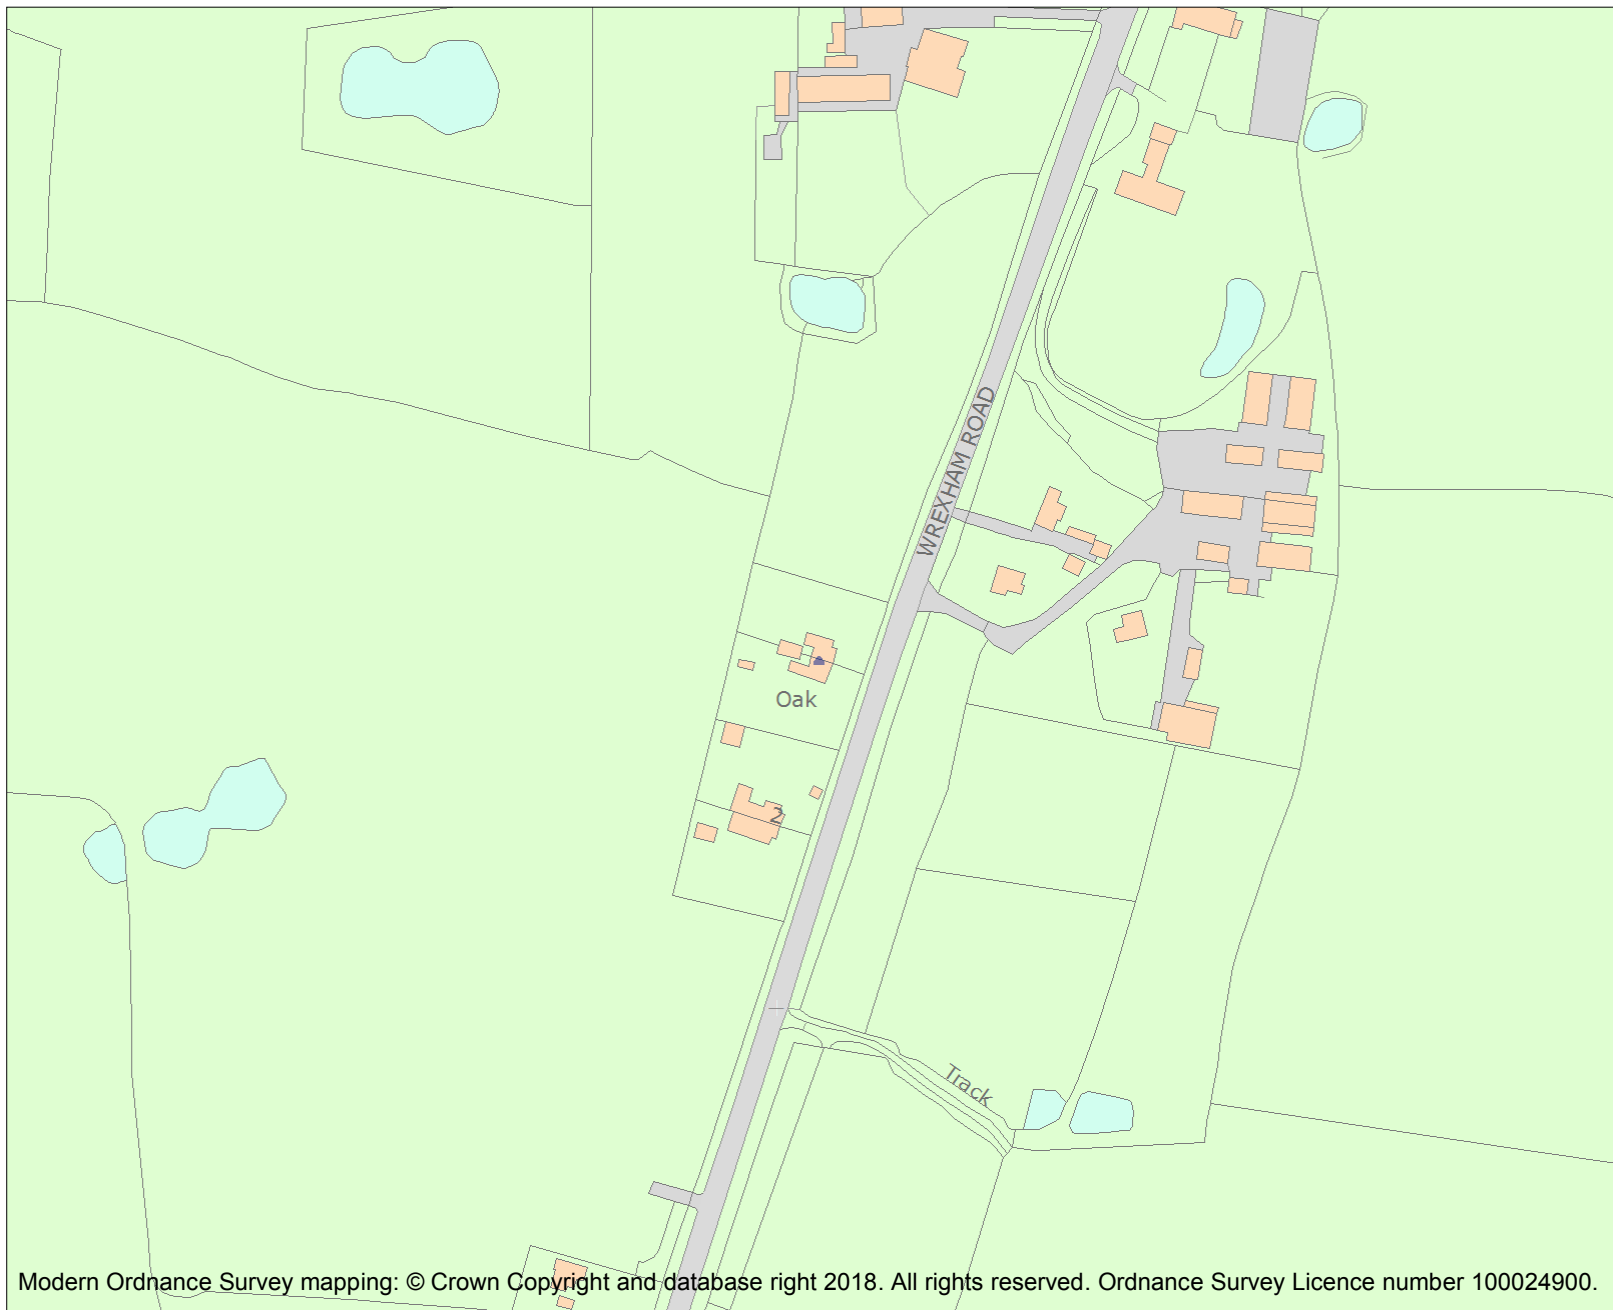 WREXHAM ROAD
Oak
2
Track
Modern Ordnance Survey mapping: © Crown Copyright and database right 2018. All rights reserved. Ordnance Survey Licence number 100024900.